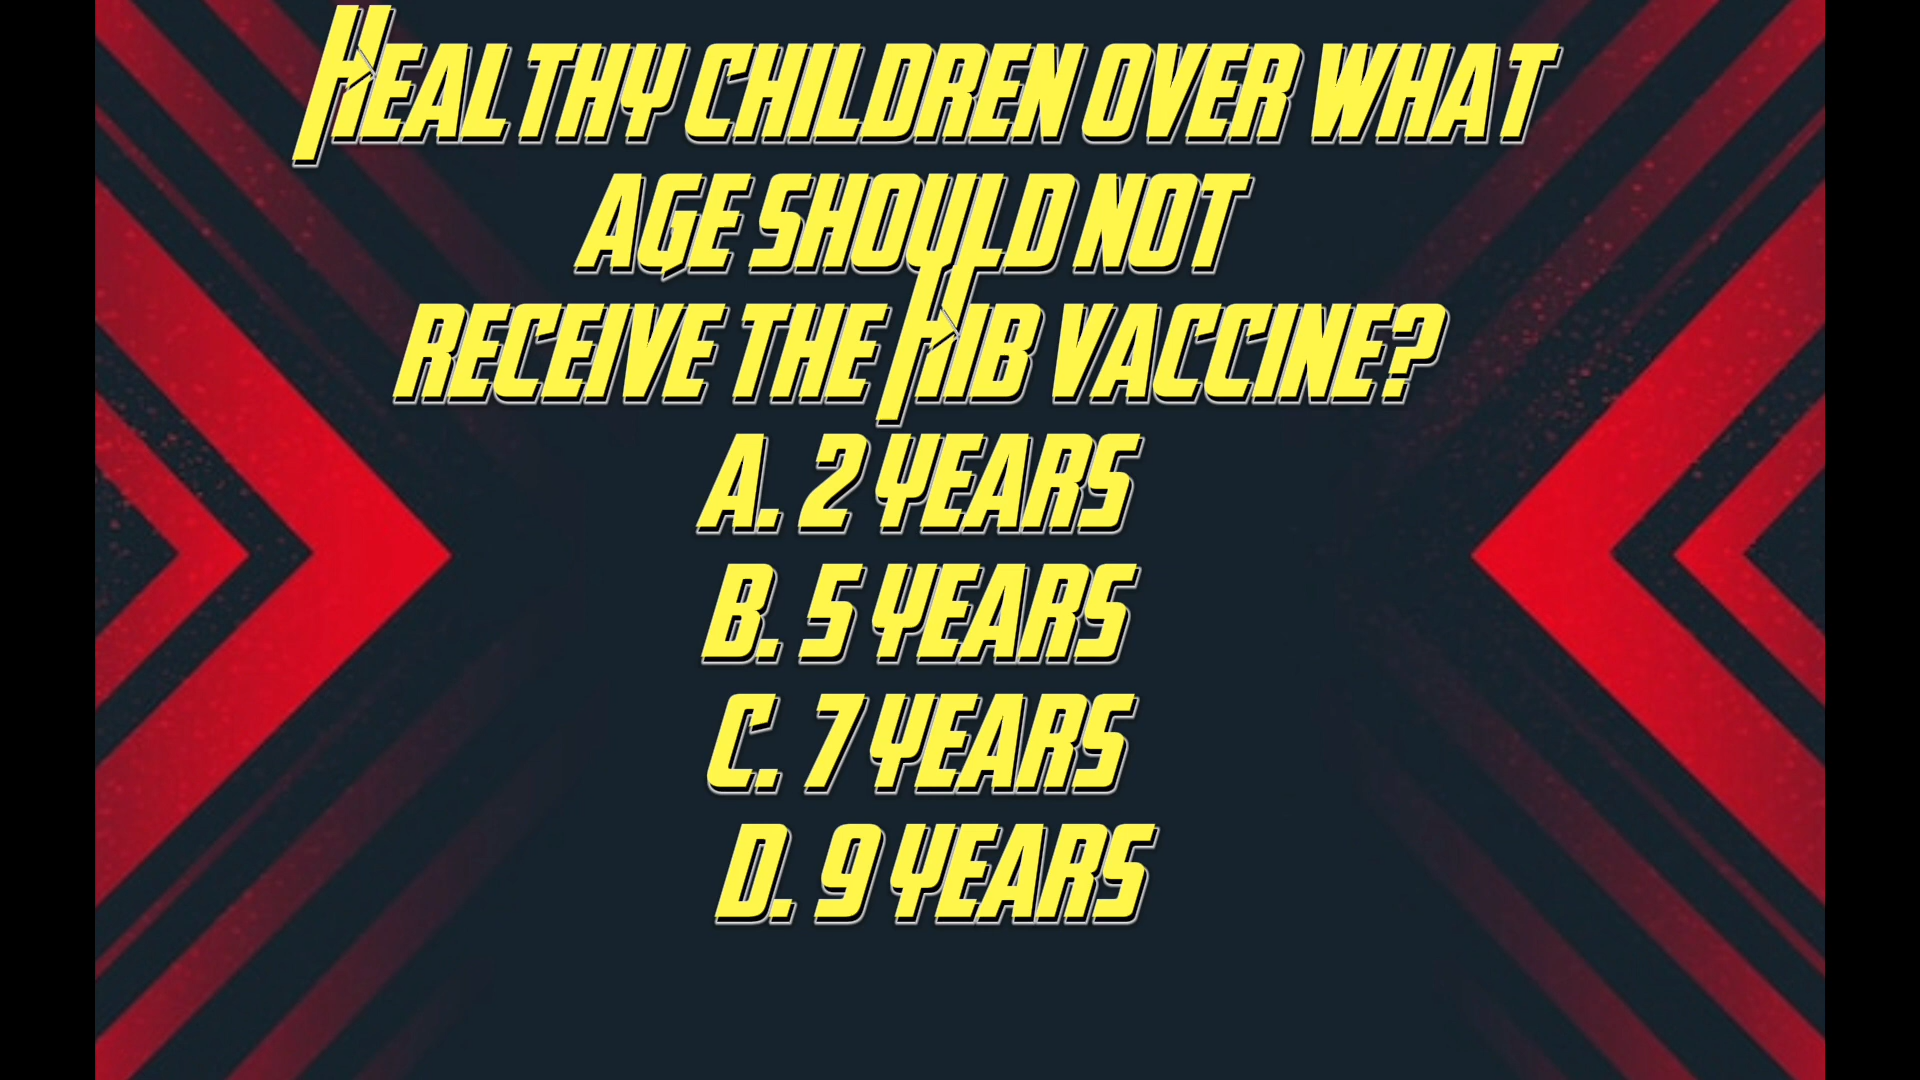 Healthy children over what
age should not
receive the Hib vaccine?
A. 2 years
B. 5 years
C. 7 years
D. 9 years